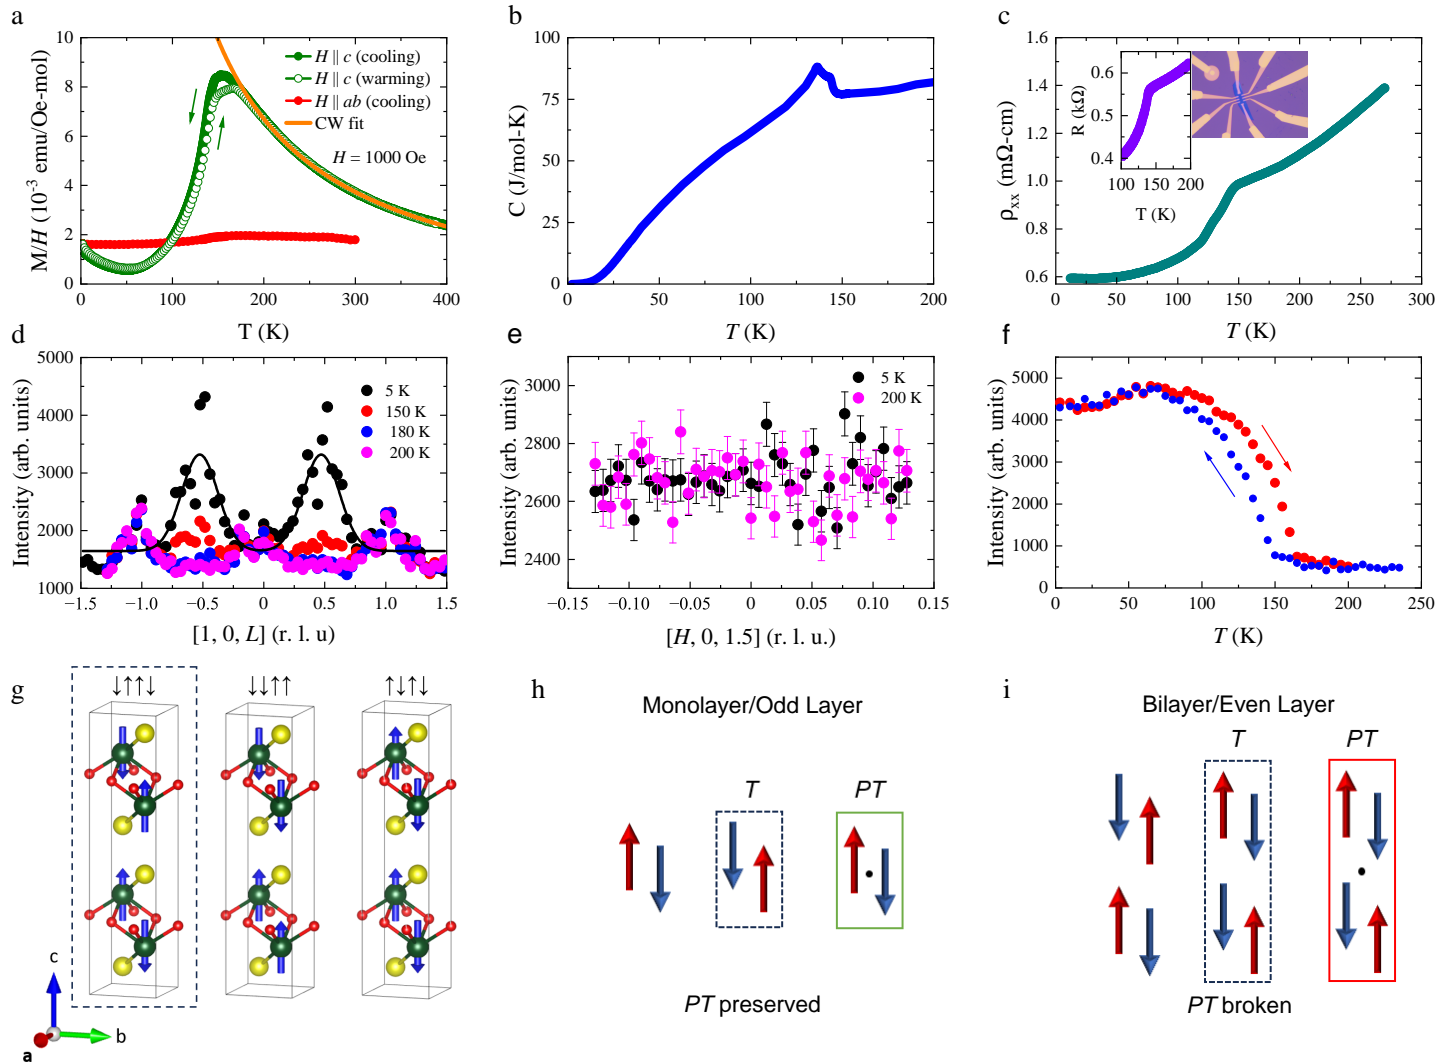 a
M/H (10⁻³ emu/Oe-mol)
10
8
6
4
2
0
H || c (cooling)
H || c (warming)
H || ab (cooling)
CW fit
H = 1000 Oe
0 100 200 300 400
T (K)
b
C (J/mol-K)
100
75
50
25
0
0 50 100 150 200
T (K)
c
ρxx (mΩ-cm)
1.6
1.4
1.2
1.0
0.8
0.6
R (kΩ)
0.6
0.5
0.4
100 150 200
T (K)
0 50 100 150 200 250 300
T (K)
d
Intensity (arb. units)
5000
4000
3000
2000
1000
5 K
150 K
180 K
200 K
−1.5 −1.0 −0.5 0 0.5 1.0 1.5
[1, 0, L] (r. l. u)
e
Intensity (arb. units)
3000
2800
2600
2400
5 K
200 K
−0.15 −0.10 −0.05 0 0.05 0.10 0.15
[H, 0, 1.5] (r. l. u.)
f
Intensity (arb. units)
5000
4000
3000
2000
1000
0
0 50 100 150 200 250
T (K)
g
↓↑↑↓ ↓↓↑↑ ↑↓↑↓
c
b
a
h
Monolayer/Odd Layer
T PT
PT preserved
i
Bilayer/Even Layer
T PT
PT broken